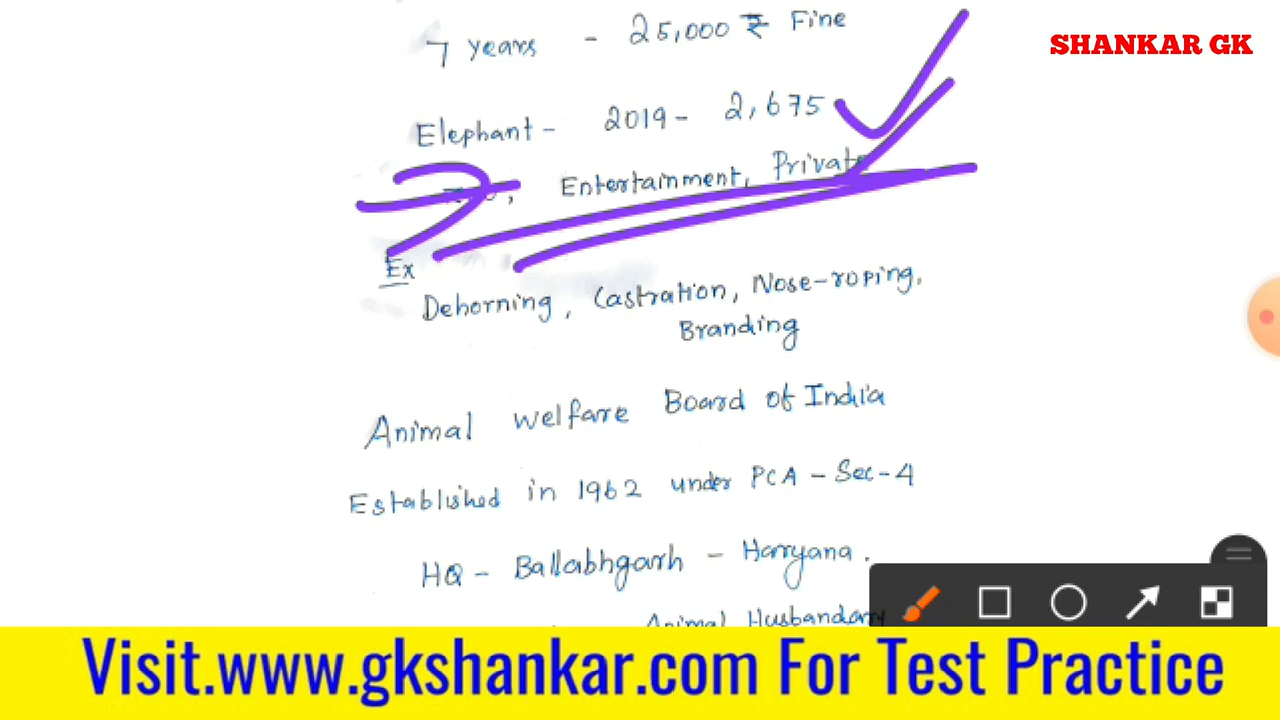 7 years - 25,000 ₹ Fine
SHANKAR GK
Elephant - 2019 - 2,675
, Entertainment, Private
Ex
Dehorning, Castration, Nose-roping,
Branding
Animal welfare Board of India
Established in 1962 under PCA - Sec-4
HQ - Ballabhgarh - Harryana.
Animal Husbandary
Visit.www.gkshankar.com For Test Practice